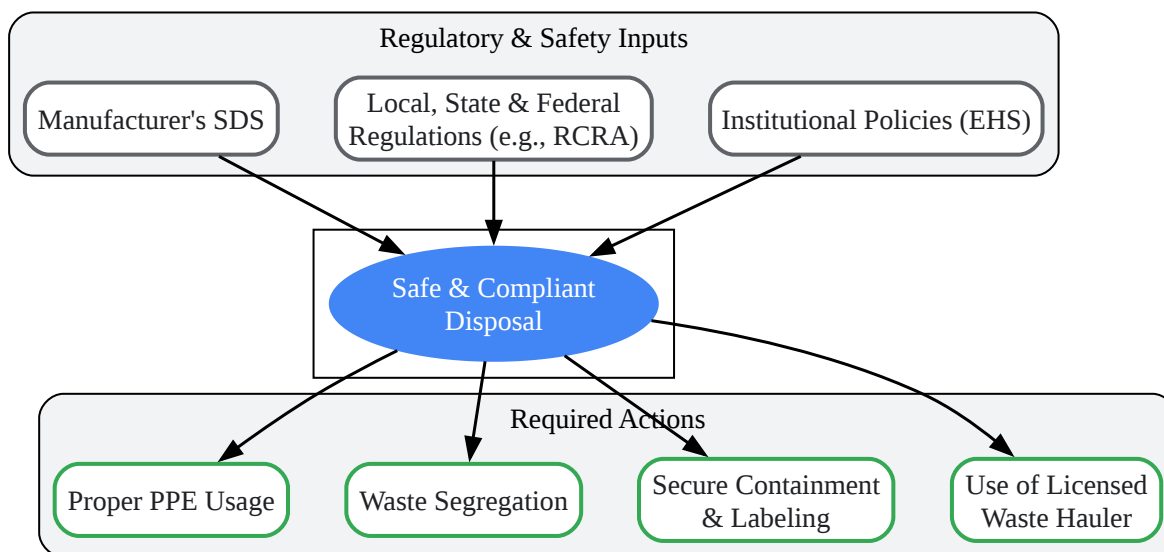 Regulatory & Safety Inputs
Manufacturer's SDS
Local, State & Federal
Regulations (e.g., RCRA)
Institutional Policies (EHS)
Safe & Compliant
Disposal
Required Actions
Proper PPE Usage
Waste Segregation
Secure Containment
& Labeling
Use of Licensed
Waste Hauler